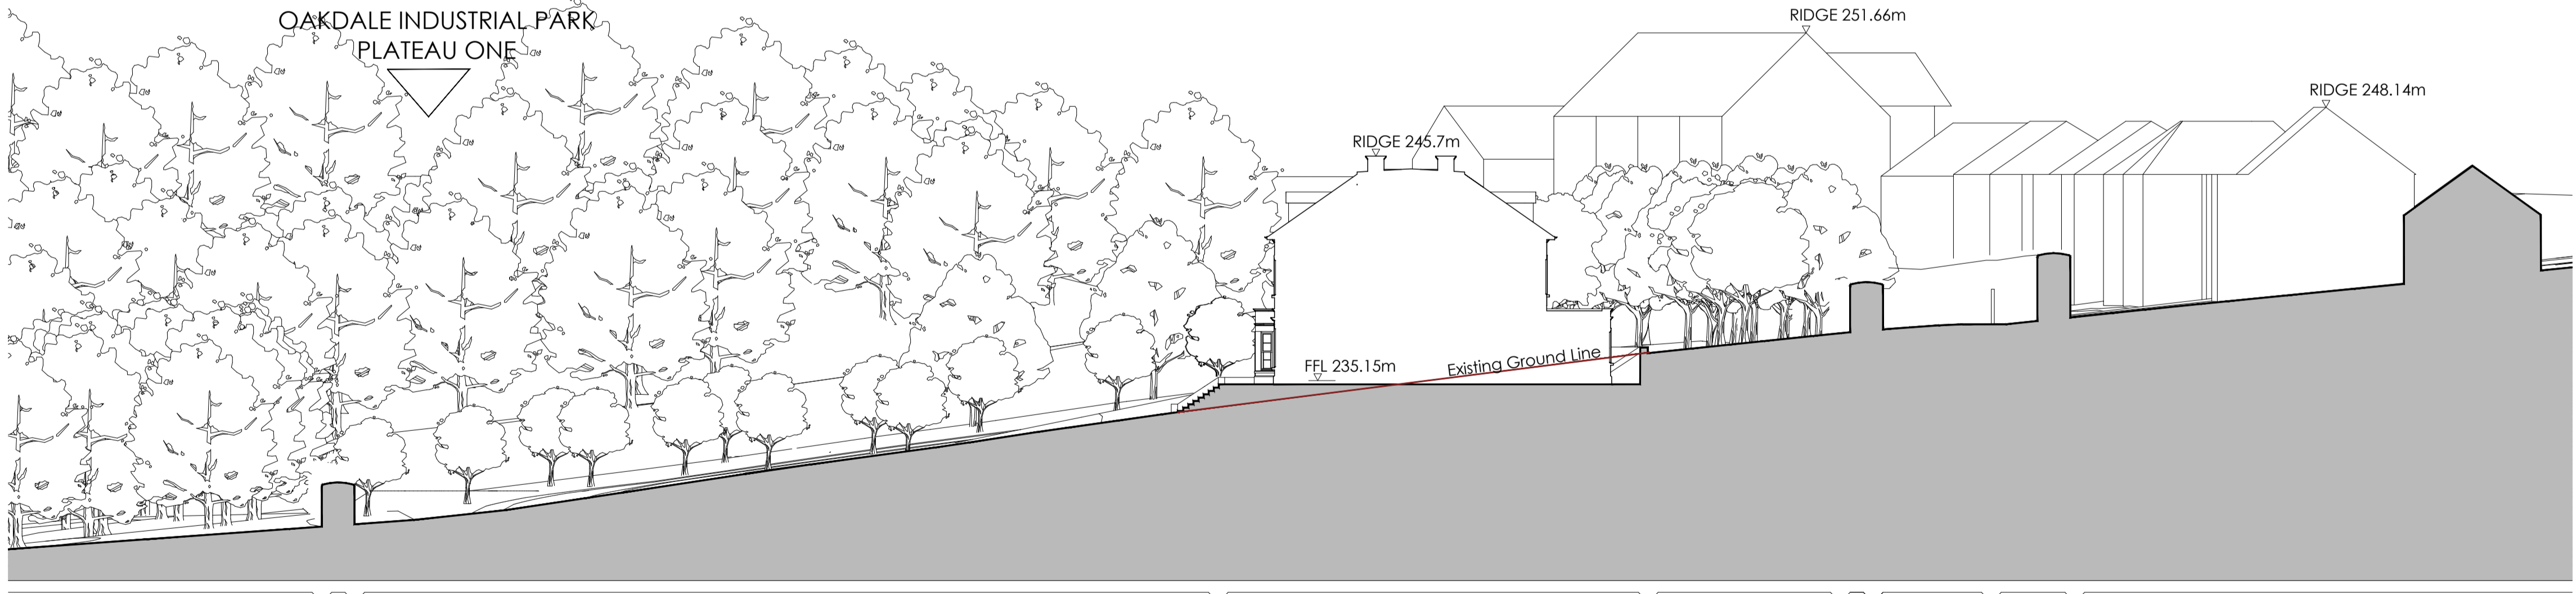 OAKDALE INDUSTRIAL PARK
PLATEAU ONE
RIDGE 251.66m
RIDGE 248.14m
RIDGE 245.7m
FFL 235.15m
Existing Ground Line